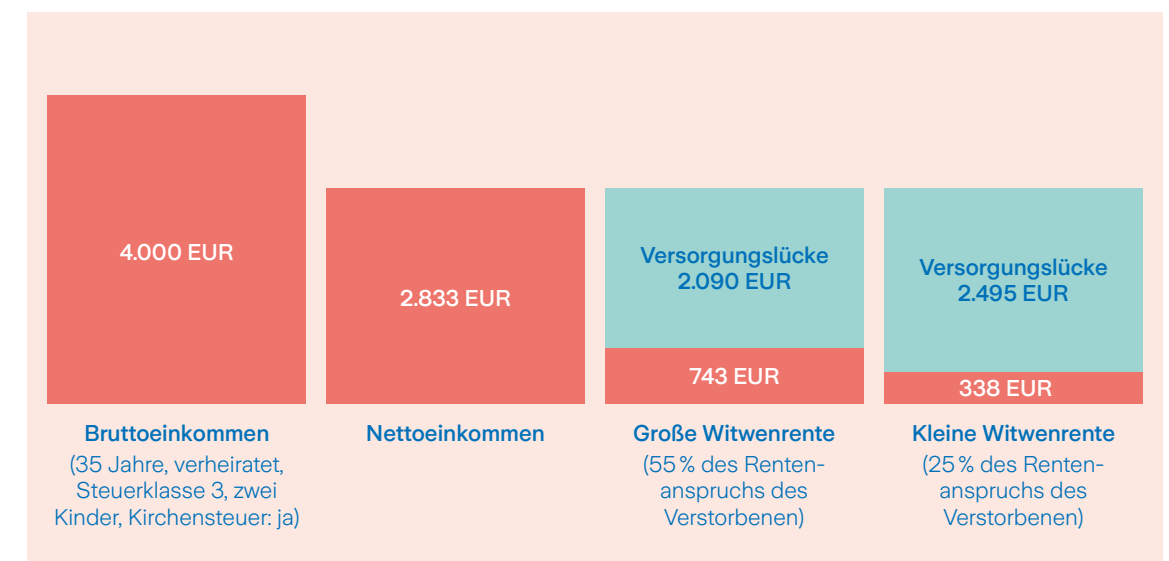 4.000 EUR
2.833 EUR
Versorgungslücke
2.090 EUR
743 EUR
Versorgungslücke
2.495 EUR
338 EUR
Bruttoeinkommen
(35 Jahre, verheiratet,
Steuerklasse 3, zwei
Kinder, Kirchensteuer: ja)
Nettoeinkommen
Große Witwenrente
(55 % des Renten-
anspruchs des
Verstorbenen)
Kleine Witwenrente
(25 % des Renten-
anspruchs des
Verstorbenen)